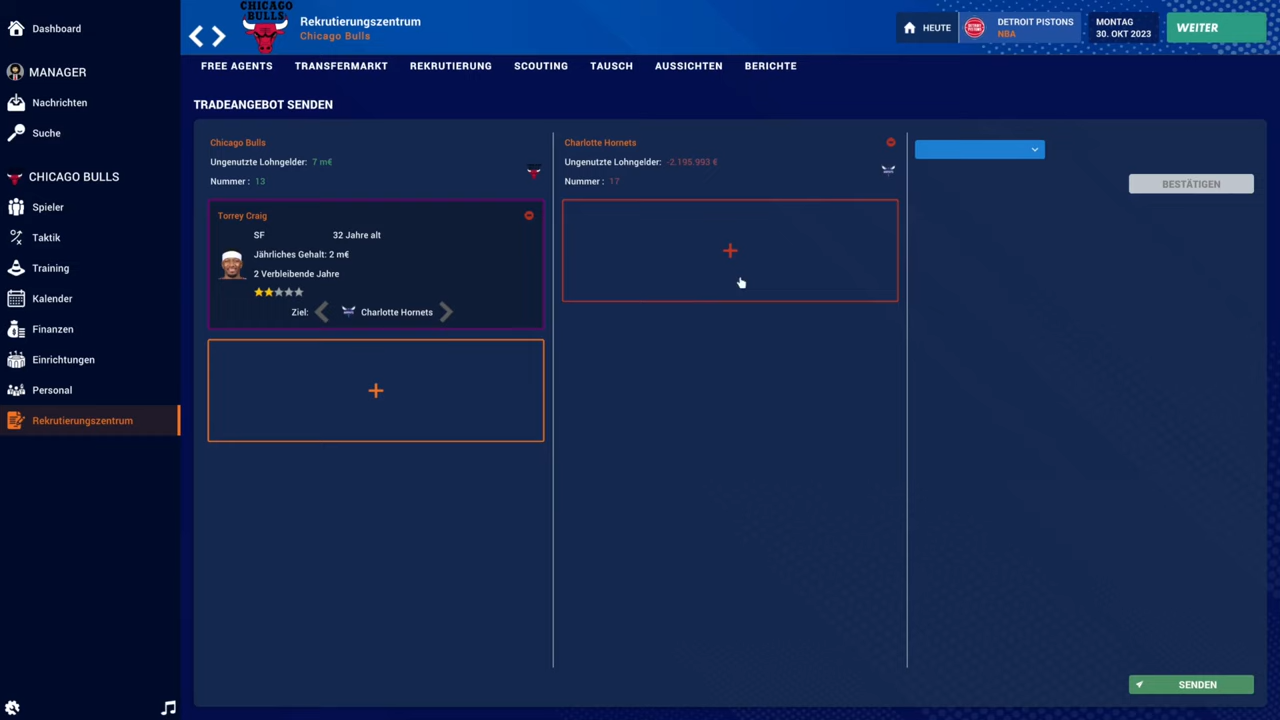 Dashboard
MANAGER
Nachrichten
Suche
CHICAGO BULLS
Spieler
Taktik
Training
Kalender
Finanzen
Einrichtungen
Personal
Rekrutierungszentrum
CHICAGO
BULLS
Rekrutierungszentrum
Chicago Bulls
HEUTE
DETROIT PISTONS
NBA
MONTAG
30. OKT 2023
WEITER
FREE AGENTS TRANSFERMARKT REKRUTIERUNG SCOUTING TAUSCH AUSSICHTEN BERICHTE
TRADEANGEBOT SENDEN
Chicago Bulls
Ungenutzte Lohngelder: 7 m€
Nummer : 13
Torrey Craig
SF 32 Jahre alt
Jährliches Gehalt: 2 m€
2 Verbleibende Jahre
Ziel: Charlotte Hornets
Charlotte Hornets
Ungenutzte Lohngelder: -2.195.993 €
Nummer : 17
BESTÄTIGEN
SENDEN